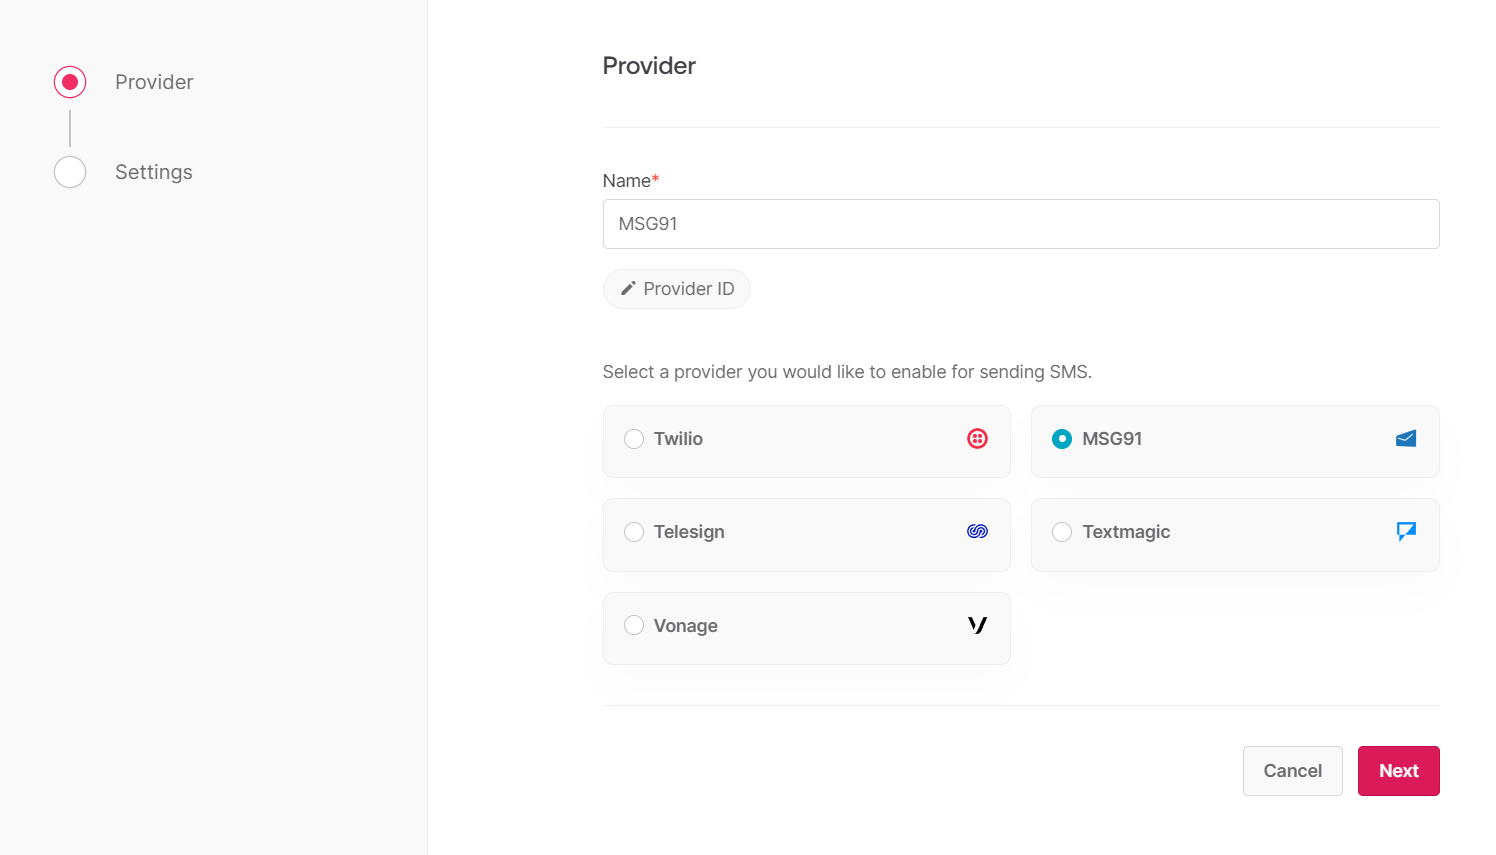 Provider
Settings
Provider
Name*
MSG91
Provider ID
Select a provider you would like to enable for sending SMS.
Twilio
MSG91
Telesign
Textmagic
Vonage
Cancel
Next